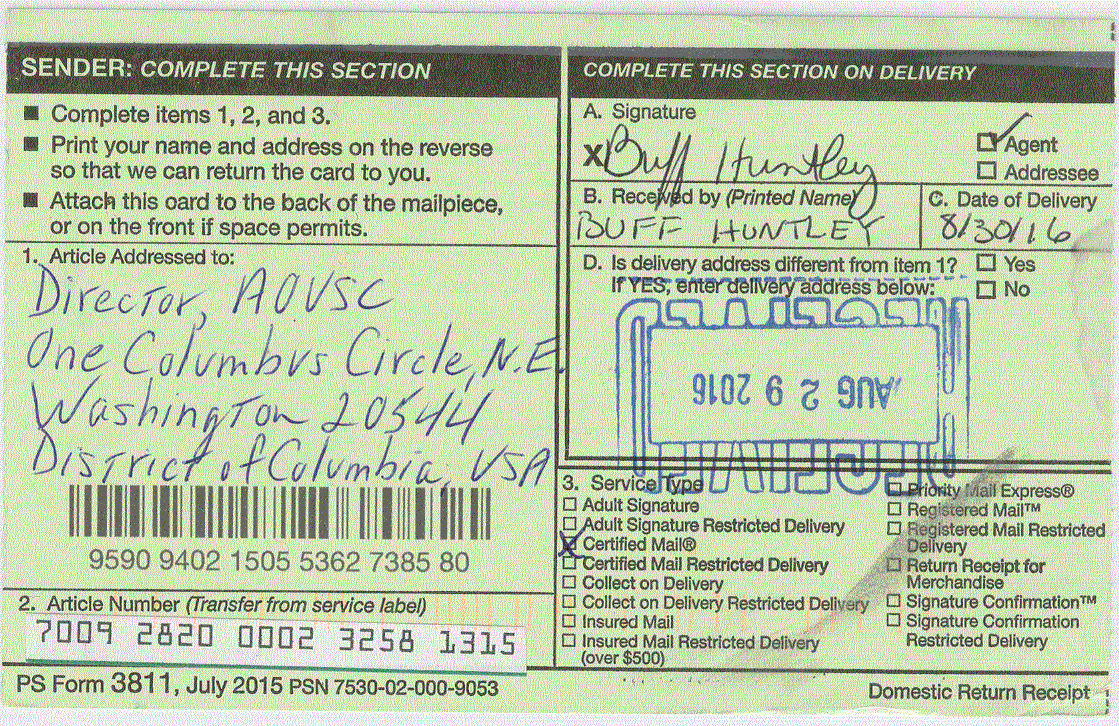 SENDER: COMPLETE THIS SECTION
■ Complete items 1, 2, and 3.
■ Print your name and address on the reverse
so that we can return the card to you.
■ Attach this card to the back of the mailpiece,
or on the front if space permits.
1. Article Addressed to:
Director, AOUSC
One Columbus Circle, N.E.
Washington 20544
District of Columbia, USA
9590 9402 1505 5362 7385 80
2. Article Number (Transfer from service label)
7009 2820 0002 3258 1315
PS Form 3811, July 2015 PSN 7530-02-000-9053
COMPLETE THIS SECTION ON DELIVERY
A. Signature
X Buff Huntley
☑ Agent
☐ Addressee
B. Received by (Printed Name)
BUFF HUNTLEY
C. Date of Delivery
8/30/16
D. Is delivery address different from item 1? ☐ Yes
If YES, enter delivery address below: ☐ No
RECEIVED
AUG 29 2016
3. Service Type
☐ Adult Signature
☐ Adult Signature Restricted Delivery
☒ Certified Mail®
☐ Certified Mail Restricted Delivery
☐ Collect on Delivery
☐ Collect on Delivery Restricted Delivery
☐ Insured Mail
☐ Insured Mail Restricted Delivery
(over $500)
☐ Priority Mail Express®
☐ Registered Mail™
☐ Registered Mail Restricted
Delivery
☐ Return Receipt for
Merchandise
☐ Signature Confirmation™
☐ Signature Confirmation
Restricted Delivery
Domestic Return Receipt